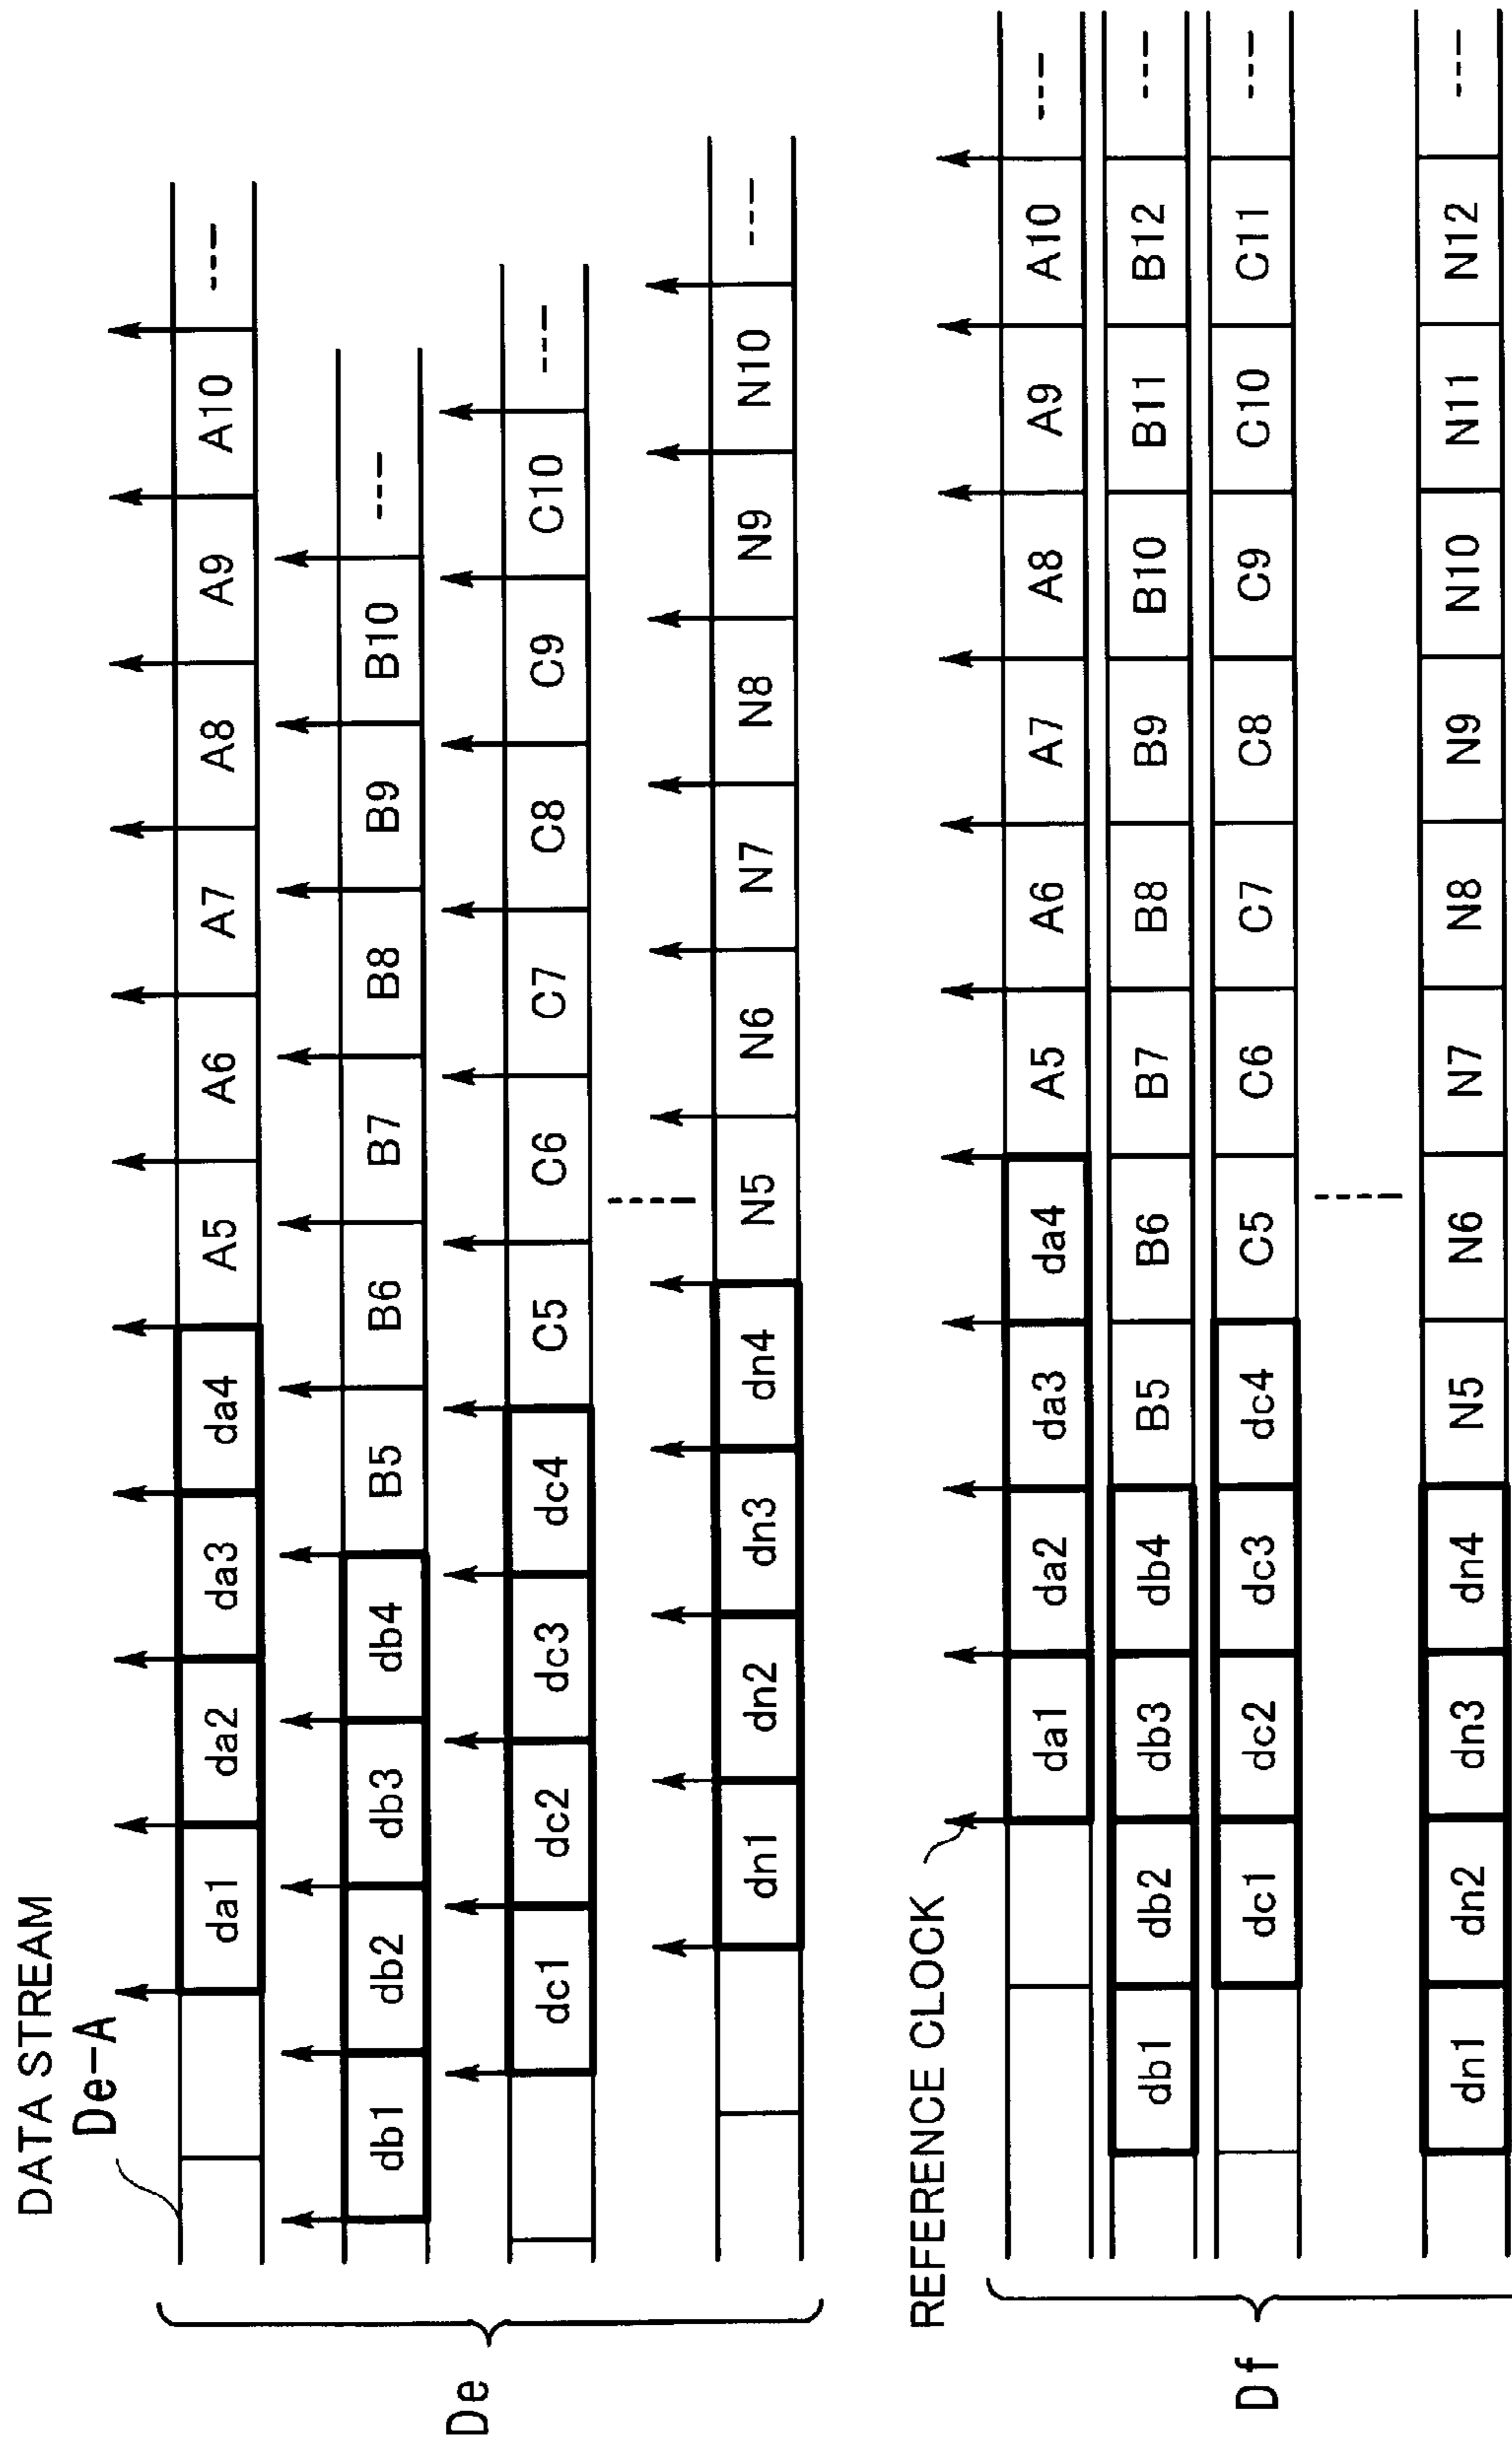 DATA STREAM
De-A
da1 da2 da3 da4 A5 A6 A7 A8 A9 A10 ---
db1 db2 db3 db4 B5 B6 B7 B8 B9 B10 ---
De
dc1 dc2 dc3 dc4 C5 C6 C7 C8 C9 C10 ---
dn1 dn2 dn3 dn4 N5 N6 N7 N8 N9 N10 ---
REFERENCE CLOCK
da1 da2 da3 da4 A5 A6 A7 A8 A9 A10 ---
db1 db2 db3 db4 B5 B6 B7 B8 B9 B10 B11 B12 ---
Df
dc1 dc2 dc3 dc4 C5 C6 C7 C8 C9 C10 C11 ---
dn1 dn2 dn3 dn4 N5 N6 N7 N8 N9 N10 N11 N12 ---